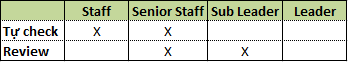 Staff Senior Staff Sub Leader Leader
Tự check X X
Review X X